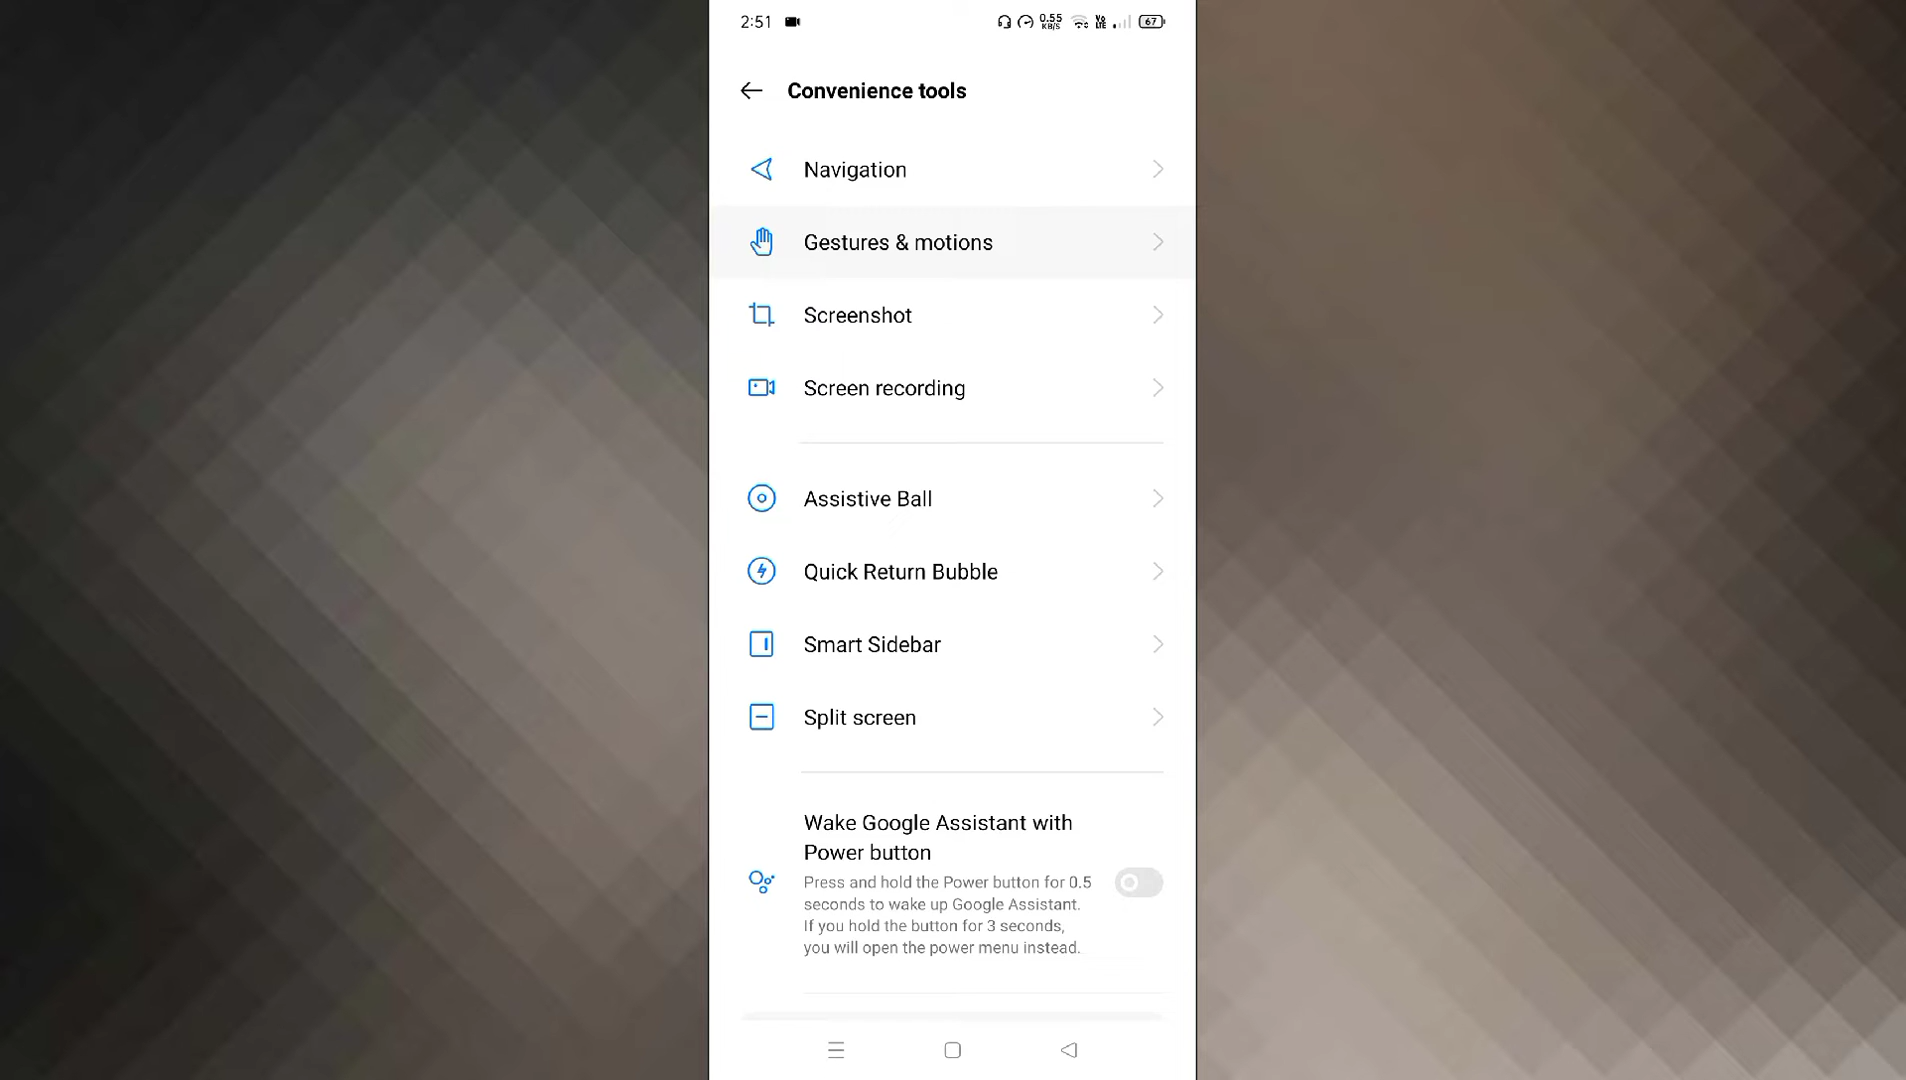 2:51 0.55 KB/S Vo LTE 67
Convenience tools
Navigation
Gestures & motions
Screenshot
Screen recording
Assistive Ball
Quick Return Bubble
Smart Sidebar
Split screen
Wake Google Assistant with
Power button
Press and hold the Power button for 0.5
seconds to wake up Google Assistant.
If you hold the button for 3 seconds,
you will open the power menu instead.